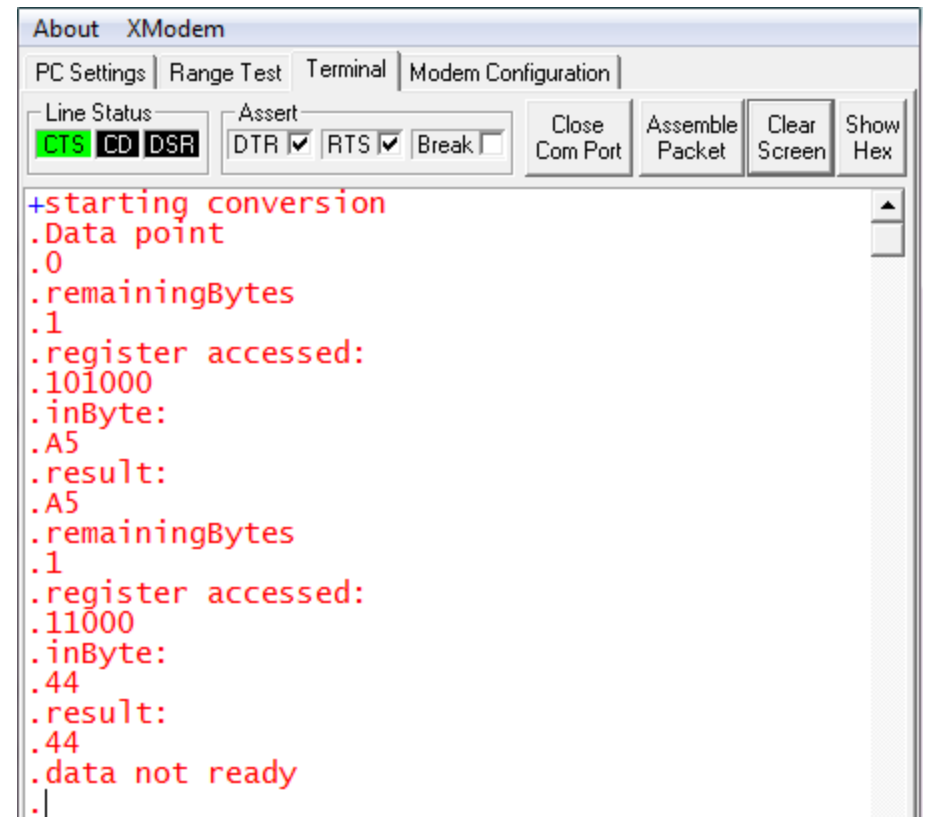 About XModem
PC Settings Range Test Terminal Modem Configuration
Line Status Assert
CTS CD DSR DTR RTS Break
Close Com Port
Assemble Packet
Clear Screen
Show Hex
+starting conversion
.Data point
.0
.remainingBytes
.1
.register accessed:
.101000
.inByte:
.A5
.result:
.A5
.remainingBytes
.1
.register accessed:
.11000
.inByte:
.44
.result:
.44
.data not ready
.